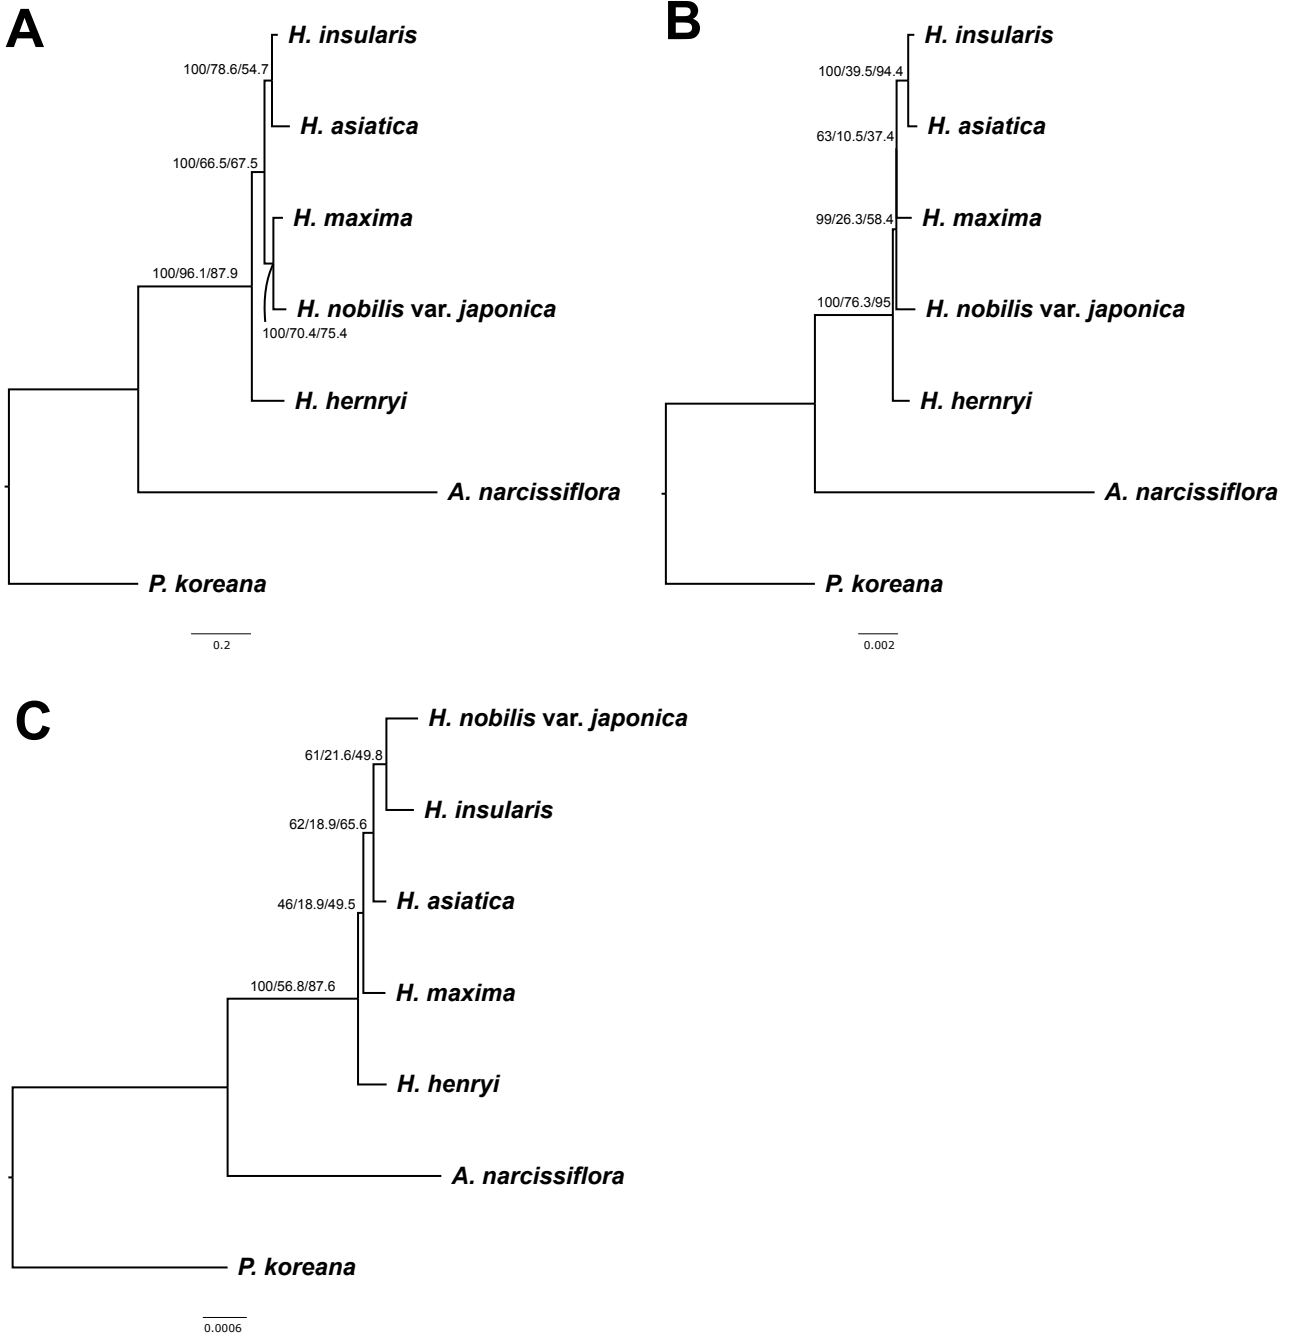 A
H. insularis
100/78.6/54.7
H. asiatica
100/66.5/67.5
H. maxima
100/96.1/87.9
H. nobilis var. japonica
100/70.4/75.4
H. hernryi
A. narcissiflora
P. koreana
0.2
B
H. insularis
100/39.5/94.4
H. asiatica
63/10.5/37.4
H. maxima
99/26.3/58.4
100/76.3/95
H. nobilis var. japonica
H. hernryi
A. narcissiflora
P. koreana
0.002
C
H. nobilis var. japonica
61/21.6/49.8
H. insularis
62/18.9/65.6
H. asiatica
46/18.9/49.5
H. maxima
100/56.8/87.6
H. henryi
A. narcissiflora
P. koreana
0.0006